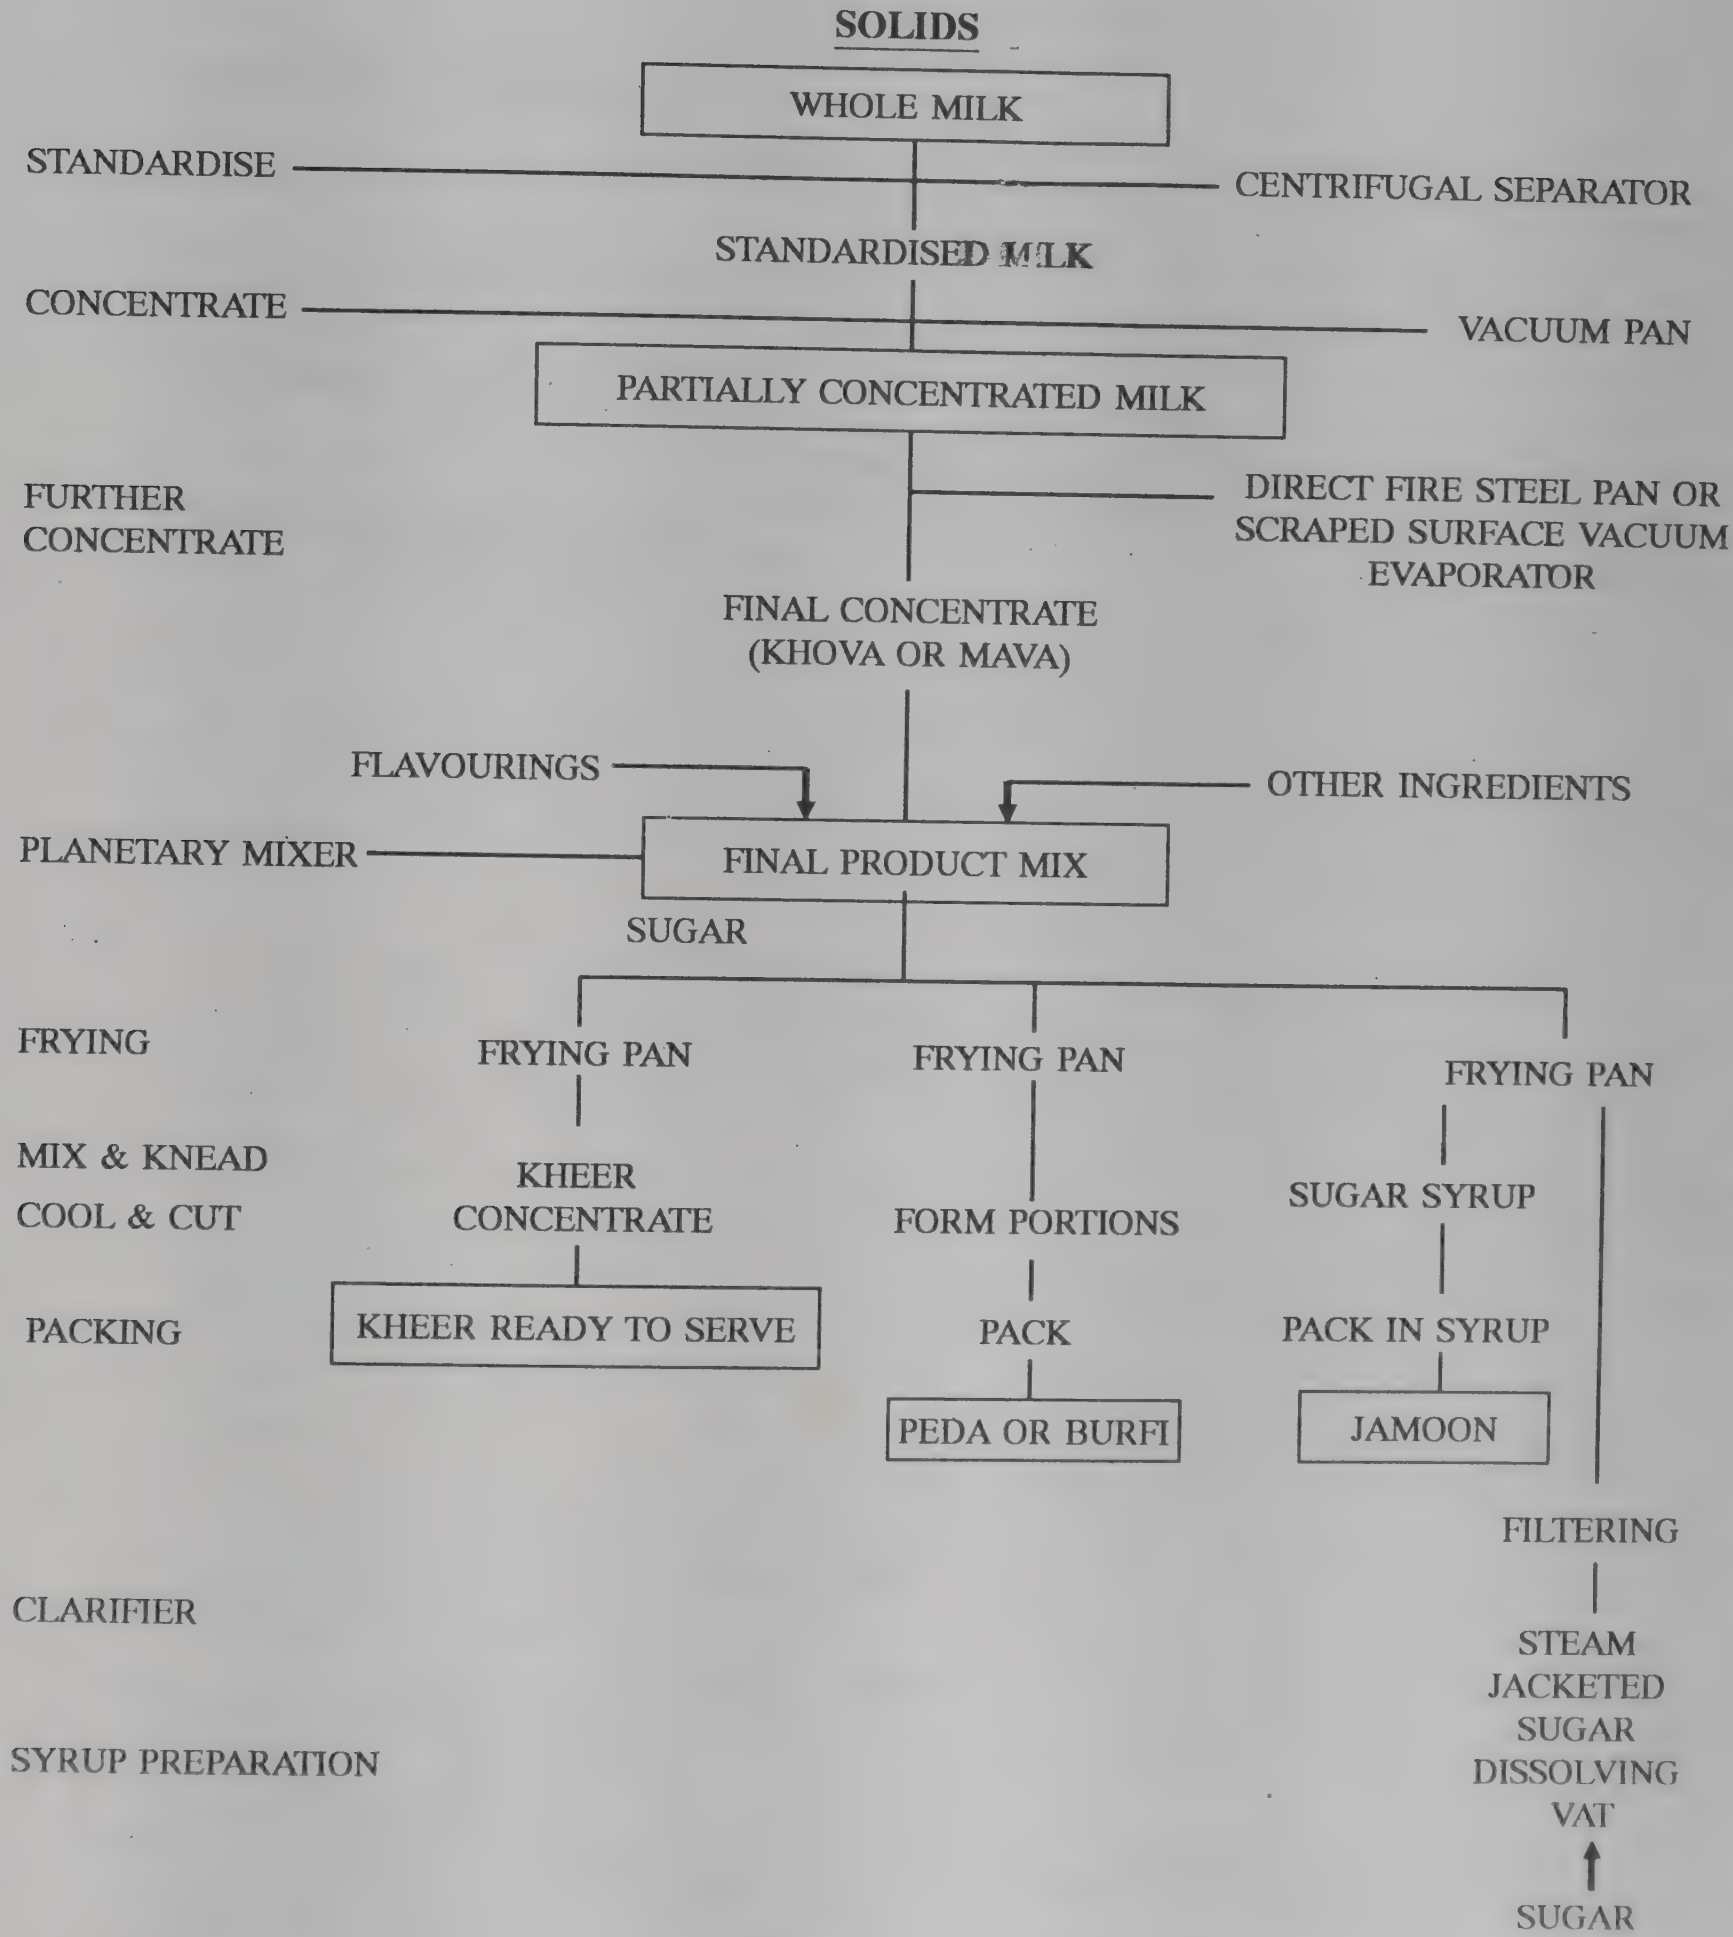 SOLIDS
WHOLE MILK
STANDARDISE
CENTRIFUGAL SEPARATOR
STANDARDISED MILK
CONCENTRATE
VACUUM PAN
PARTIALLY CONCENTRATED MILK
FURTHER
CONCENTRATE
DIRECT FIRE STEEL PAN OR
SCRAPED SURFACE VACUUM
EVAPORATOR
FINAL CONCENTRATE
(KHOVA OR MAVA)
FLAVOURINGS
OTHER INGREDIENTS
PLANETARY MIXER
FINAL PRODUCT MIX
SUGAR
FRYING
FRYING PAN
FRYING PAN
FRYING PAN
MIX & KNEAD
COOL & CUT
KHEER
CONCENTRATE
FORM PORTIONS
SUGAR SYRUP
PACKING
KHEER READY TO SERVE
PACK
PACK IN SYRUP
PEDA OR BURFI
JAMOON
FILTERING
CLARIFIER
STEAM
JACKETED
SUGAR
DISSOLVING
VAT
SYRUP PREPARATION
SUGAR